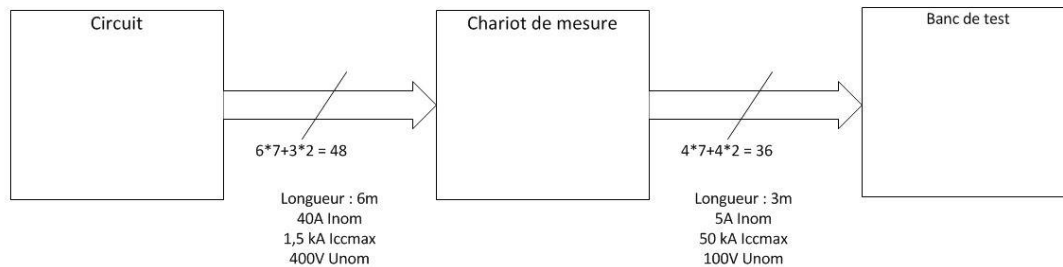 Circuit
Chariot de mesure
Banc de test
6*7+3*2 = 48
4*7+4*2 = 36
Longueur : 6m
40A Inom
1,5 kA Iccmax
400V Unom
Longueur : 3m
5A Inom
50 kA Iccmax
100V Unom